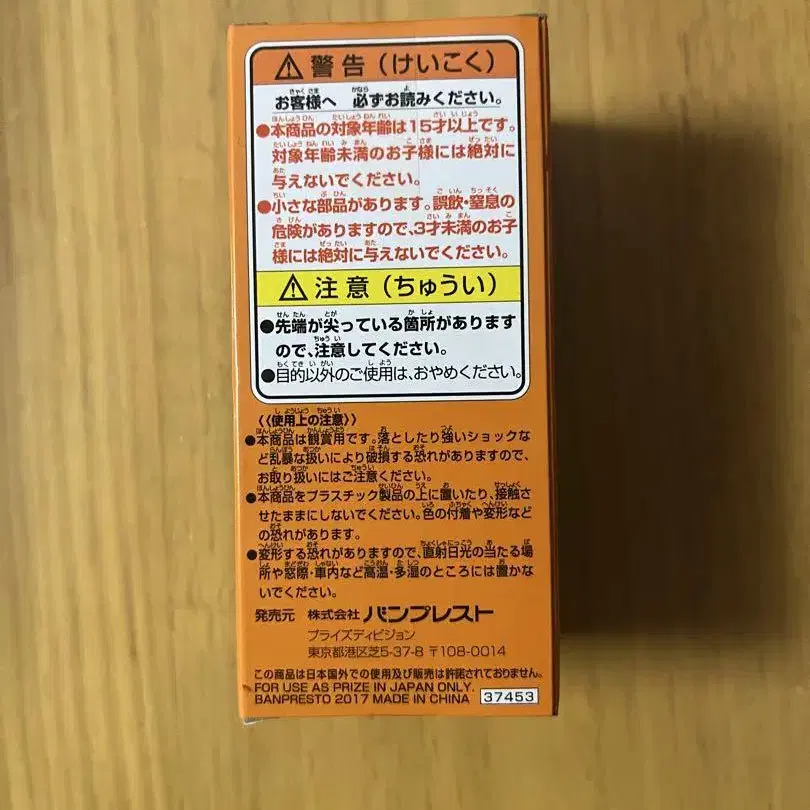 ⚠警告（けいこく）
お客様へ 必ずお読みください。
●本商品の対象年齢は15才以上です。
対象年齢未満のお子様には絶対に
与えないでください。
●小さな部品があります。誤飲・窒息の
危険がありますので、3才未満のお子
様には絶対に与えないでください。
⚠注意（ちゅうい）
●先端が尖っている箇所があります
ので、注意してください。
●目的以外のご使用は、おやめください。
《使用上の注意》
●本商品は観賞用です。落としたり強いショックな
ど乱暴な扱いにより破損する恐れがありますので、
お取り扱いにはご注意ください。
●本商品をプラスチック製品の上に置いたり、接触さ
せたままにしないでください。色の付着や変形など
の恐れがあります。
●変形する恐れがありますので、直射日光の当たる場
所や窓際・車内など高温・多湿のところには置かな
いでください。
発売元 株式会社 バンプレスト
プライズディビジョン
東京都港区芝5-37-8 〒108-0014
この商品は日本国外での使用及び販売は許諾されておりません。
FOR USE AS PRIZE IN JAPAN ONLY.
BANPRESTO 2017 MADE IN CHINA 37453